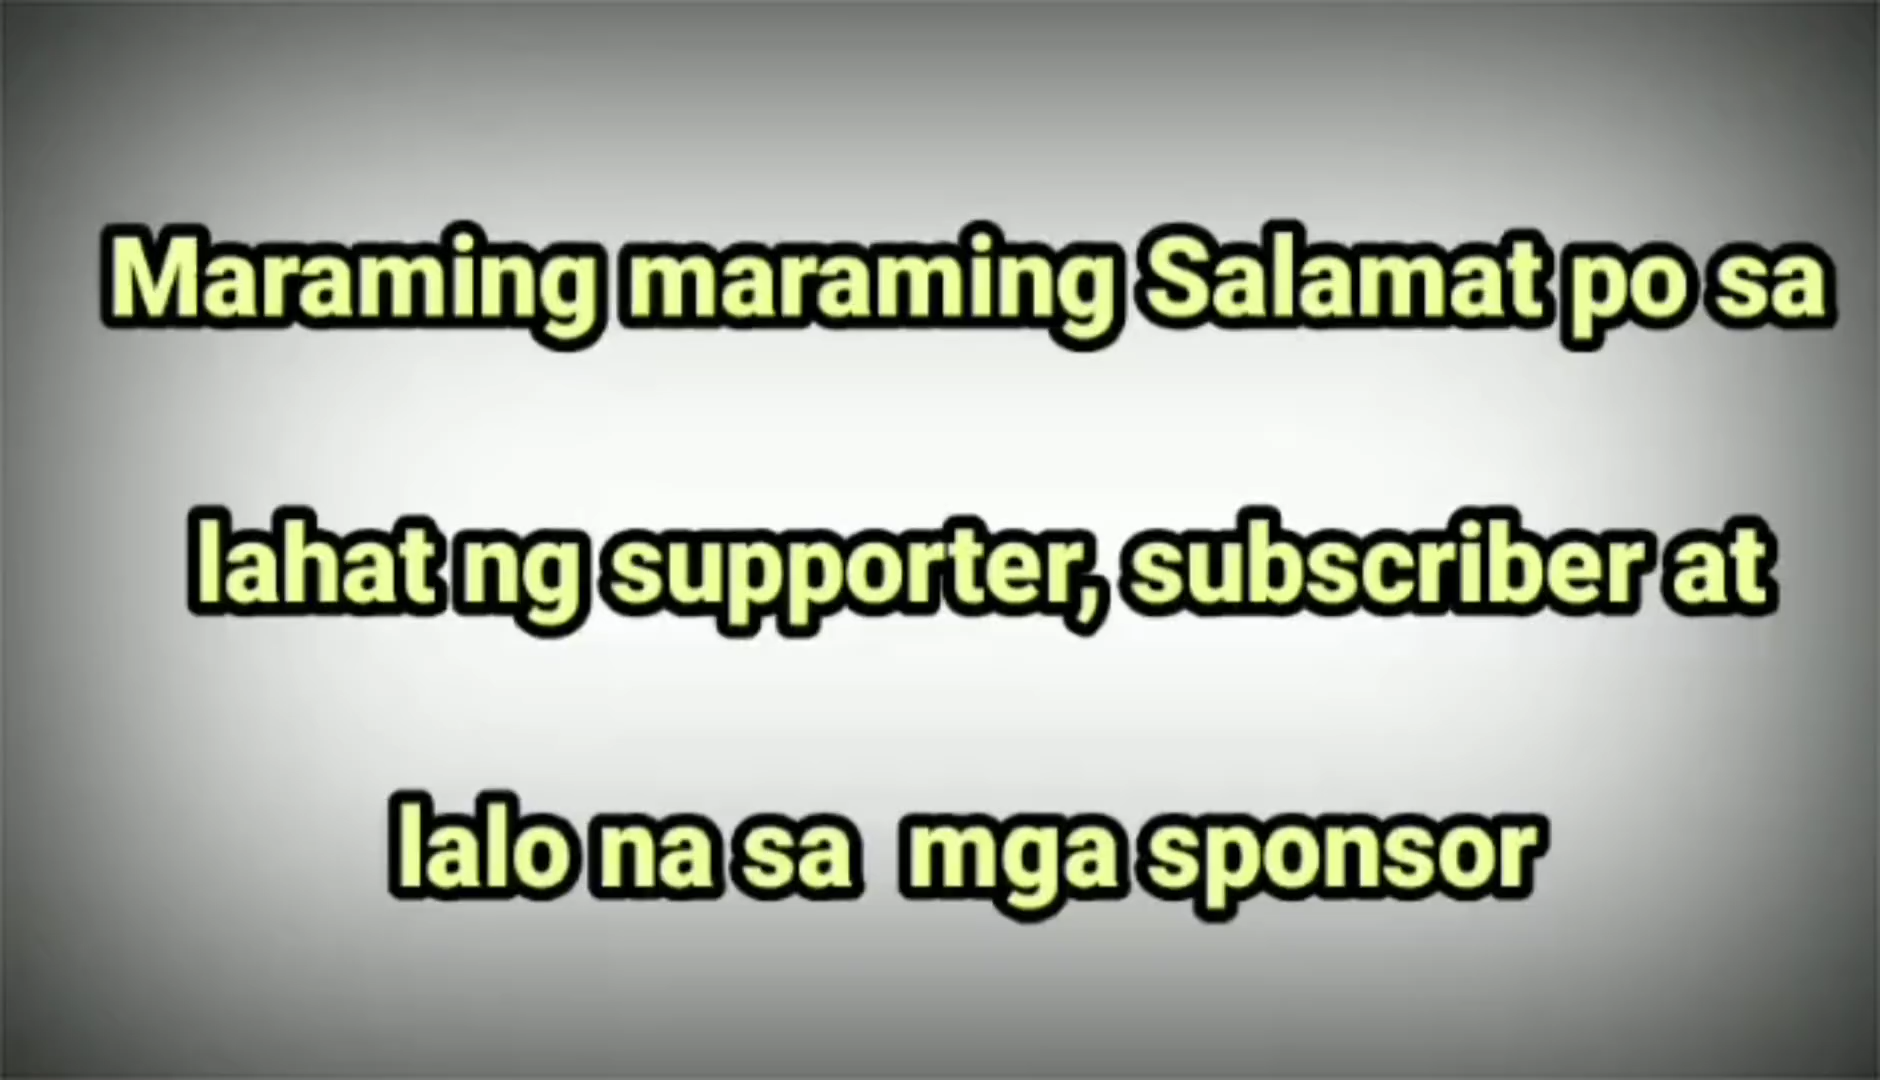 Maraming maraming Salamat po sa
lahat ng supporter, subscriber at
lalo na sa mga sponsor